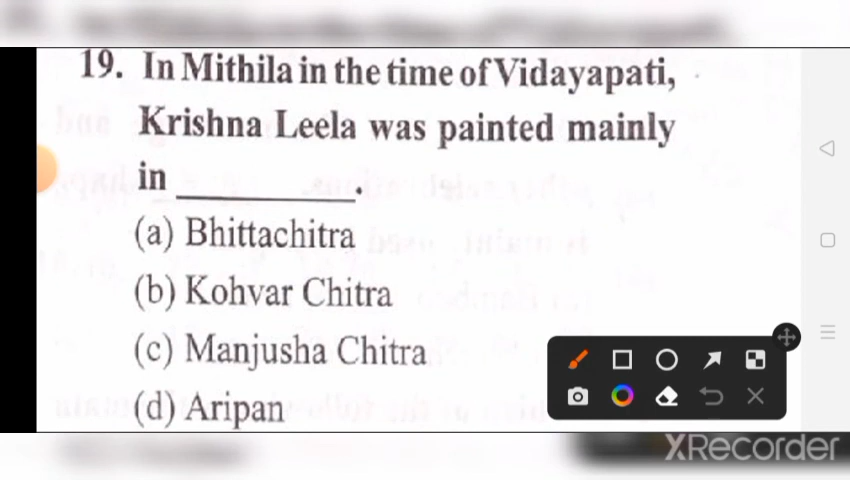 19. In Mithila in the time of Vidayapati,
Krishna Leela was painted mainly
in ____________.
(a) Bhittachitra
(b) Kohvar Chitra
(c) Manjusha Chitra
(d) Aripan
XRecorder